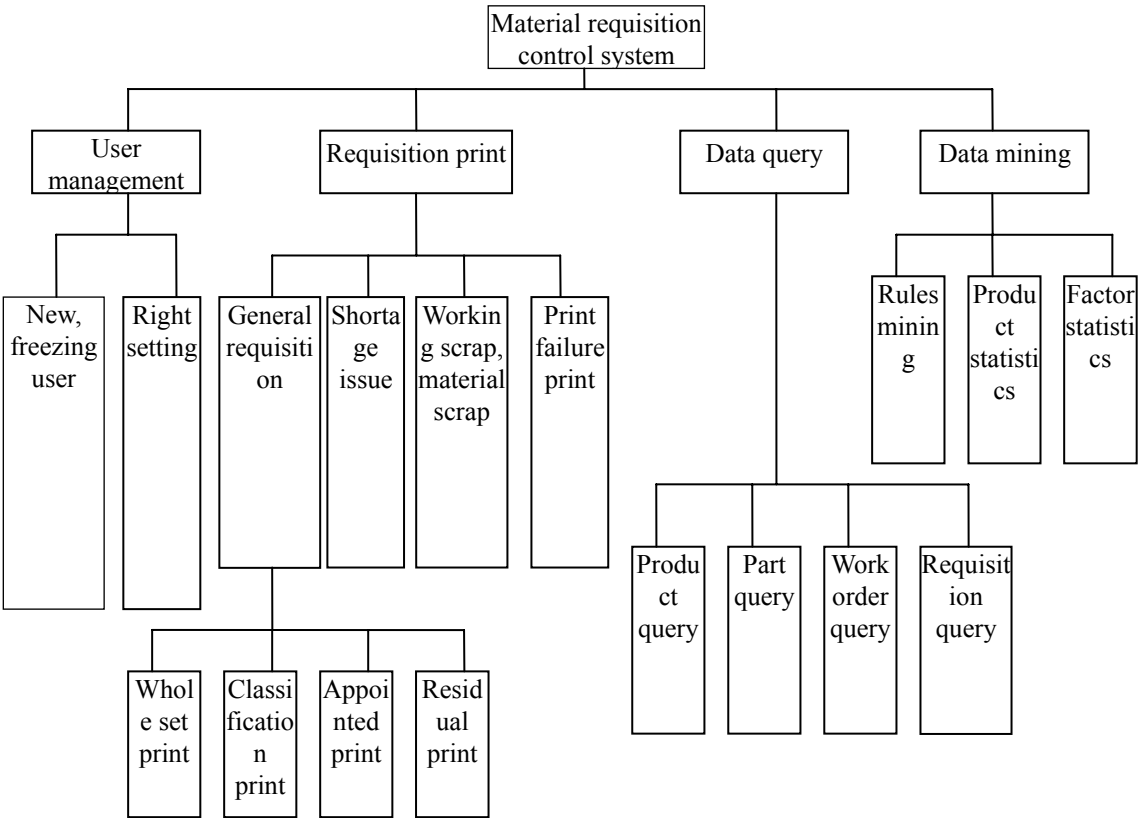 Material requisition
control system
User
management
Requisition print
Data query
Data mining
New,
freezing
user
Right
setting
General
requisiti
on
Shorta
ge
issue
Workin
g scrap,
material
scrap
Print
failure
print
Rules
minin
g
Produ
ct
statisti
cs
Factor
statisti
cs
Produ
ct
query
Part
query
Work
order
query
Requisit
ion
query
Whol
e set
print
Classi
ficatio
n
print
Appoi
nted
print
Resid
ual
print